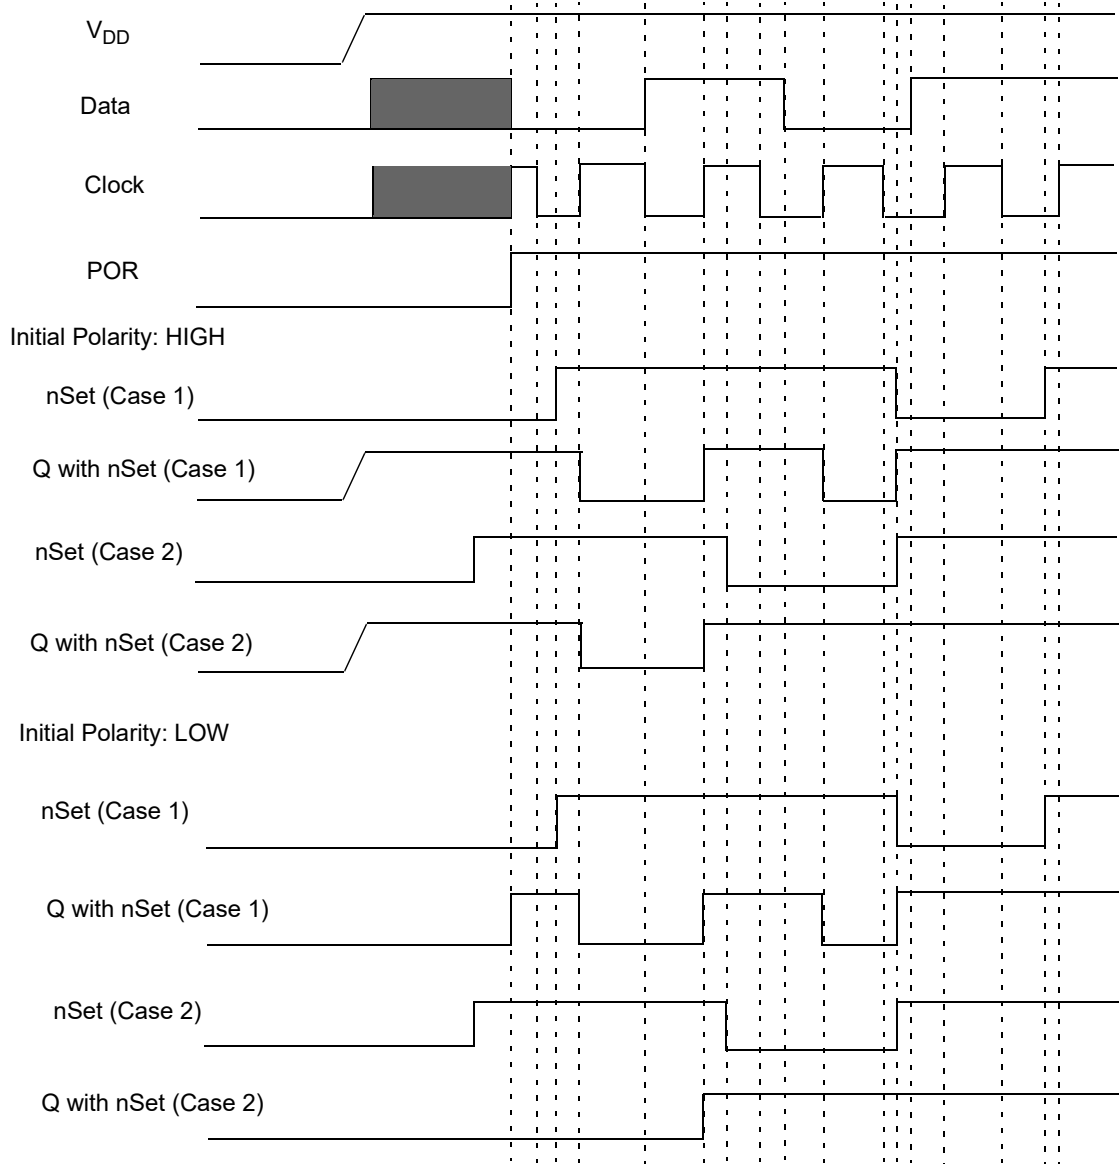 VDD
Data
Clock
POR
Initial Polarity: HIGH
nSet (Case 1)
Q with nSet (Case 1)
nSet (Case 2)
Q with nSet (Case 2)
Initial Polarity: LOW
nSet (Case 1)
Q with nSet (Case 1)
nSet (Case 2)
Q with nSet (Case 2)